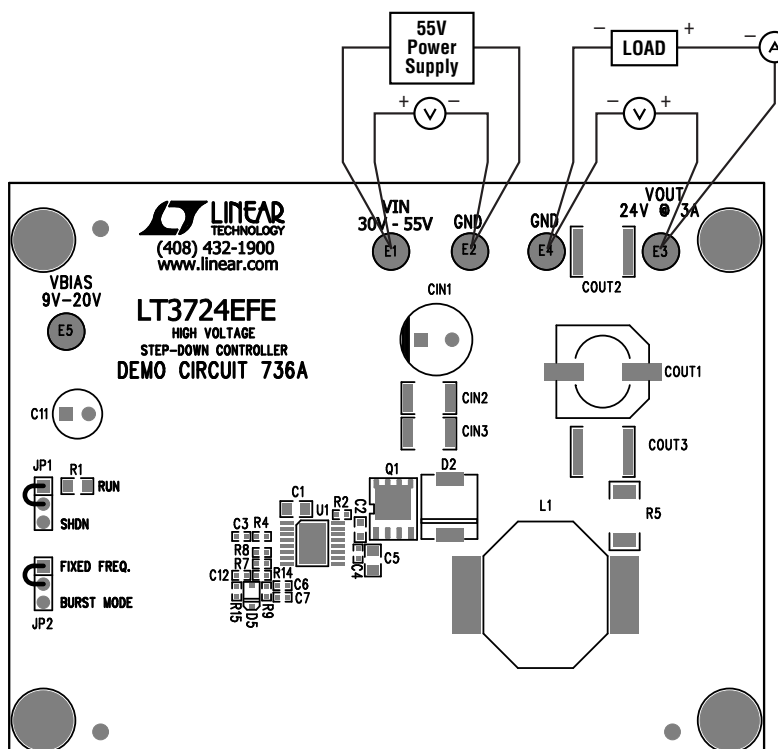 55V
Power
Supply
− LOAD + − A
+ V −
− V +
LINEAR
TECHNOLOGY
(408) 432-1900
www.linear.com
VIN
30V - 55V
GND
GND
VOUT
24V @ 3A
E1
E2
E4
E3
VBIAS
9V-20V
E5
LT3724EFE
HIGH VOLTAGE
STEP-DOWN CONTROLLER
DEMO CIRCUIT 736A
CIN1
COUT2
COUT1
CIN2
CIN3
COUT3
C11
JP1
R1
RUN
SHDN
FIXED FREQ.
BURST MODE
JP2
Q1
D2
L1
R5
C1
R2
U1
C2
C3
R4
R8
R7
C12
R14
C6
C7
R15
D5
R9
C4
C5